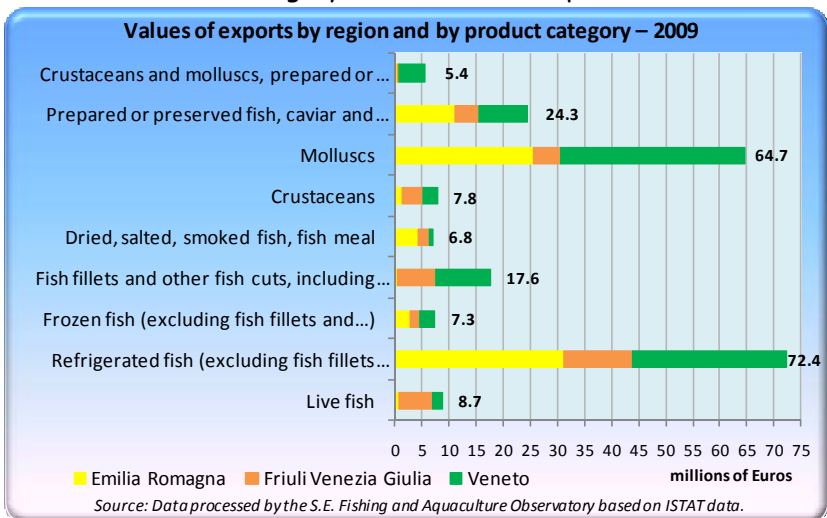 Values of exports by region and by product category – 2009
Crustaceans and molluscs, prepared or... 5.4
Prepared or preserved fish, caviar and... 24.3
Molluscs 64.7
Crustaceans 7.8
Dried, salted, smoked fish, fish meal 6.8
Fish fillets and other fish cuts, including... 17.6
Frozen fish (excluding fish fillets and...) 7.3
Refrigerated fish (excluding fish fillets... 72.4
Live fish 8.7
0 5 10 15 20 25 30 35 40 45 50 55 60 65 70 75
Emilia Romagna Friuli Venezia Giulia Veneto millions of Euros
Source: Data processed by the S.E. Fishing and Aquaculture Observatory based on ISTAT data.